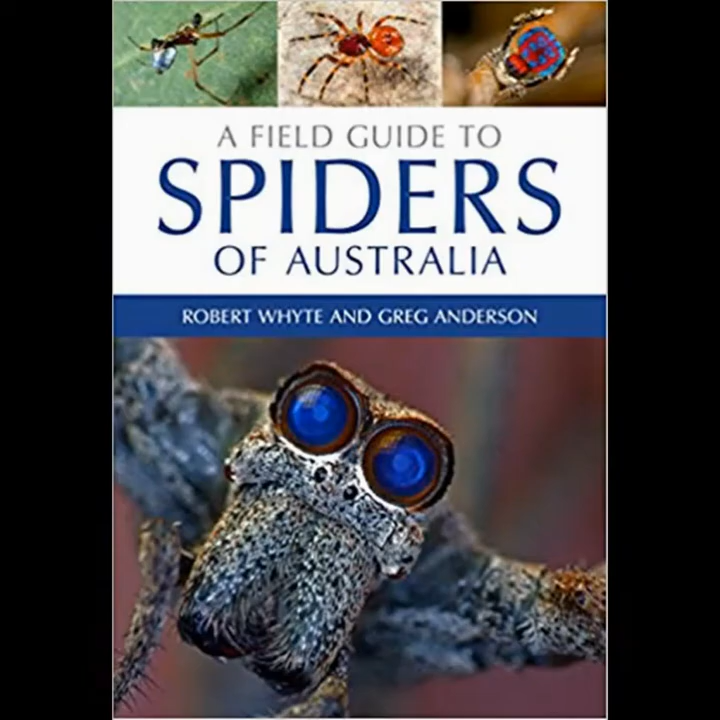 A FIELD GUIDE TO
SPIDERS
OF AUSTRALIA
ROBERT WHYTE AND GREG ANDERSON